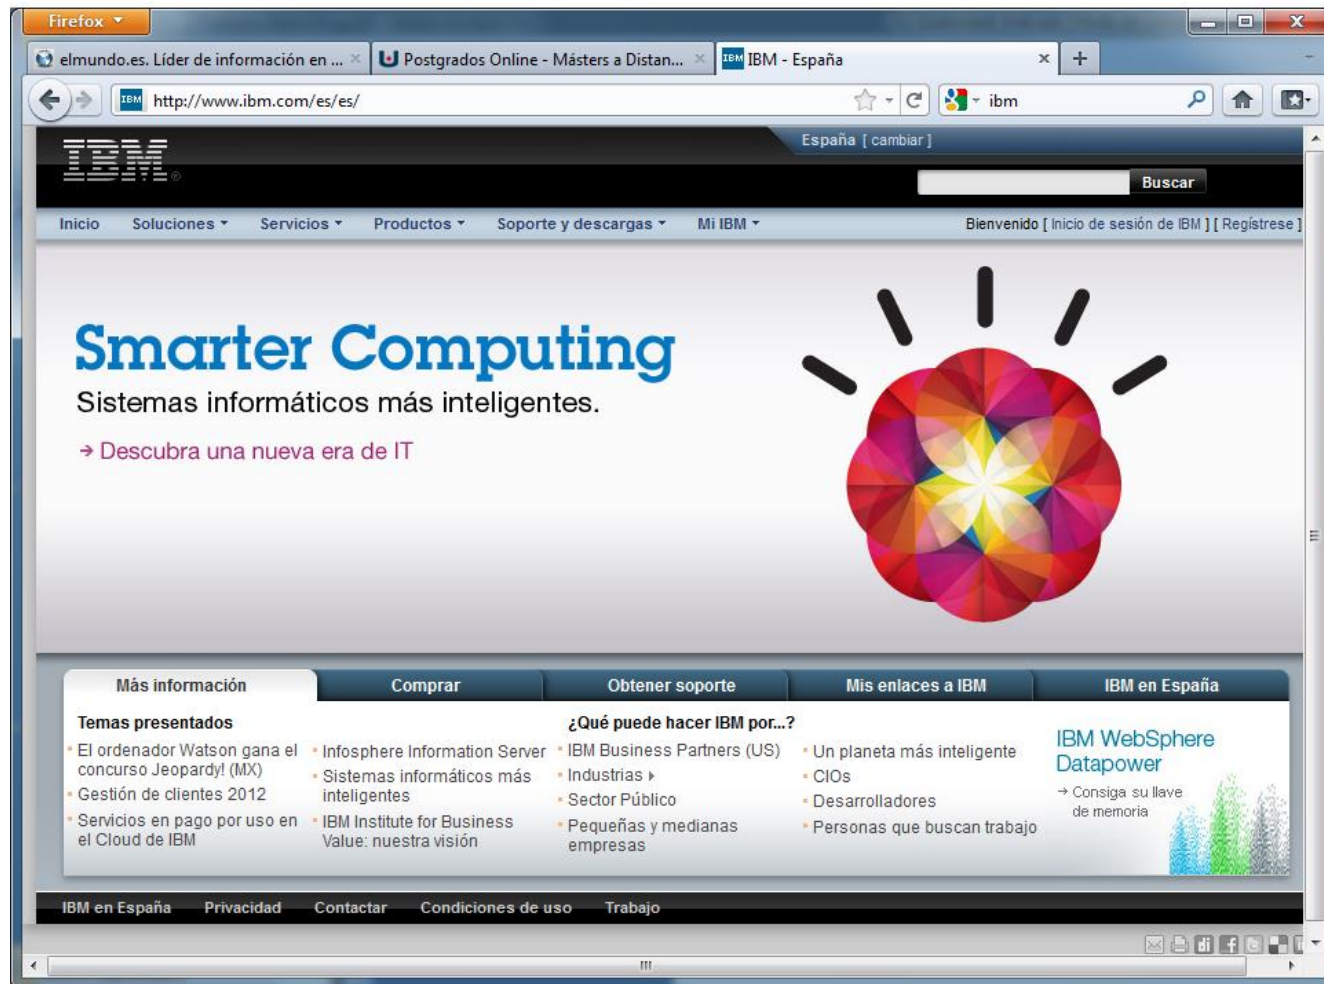 Firefox
elmundo.es. Líder de información en ...
Postgrados Online - Másters a Distan...
IBM IBM - España
IBM http://www.ibm.com/es/es/
ibm
IBM®
España [ cambiar ]
Buscar
Inicio Soluciones Servicios Productos Soporte y descargas Mi IBM
Bienvenido [ Inicio de sesión de IBM ] [ Regístrese ]
Smarter Computing
Sistemas informáticos más inteligentes.
→ Descubra una nueva era de IT
Más información Comprar Obtener soporte Mis enlaces a IBM IBM en España
Temas presentados
El ordenador Watson gana el
concurso Jeopardy! (MX)
Gestión de clientes 2012
Servicios en pago por uso en
el Cloud de IBM
Infosphere Information Server
Sistemas informáticos más
inteligentes
IBM Institute for Business
Value: nuestra visión
¿Qué puede hacer IBM por...?
IBM Business Partners (US)
Industrias
Sector Público
Pequeñas y medianas
empresas
Un planeta más inteligente
CIOs
Desarrolladores
Personas que buscan trabajo
IBM WebSphere
Datapower
→ Consiga su llave
de memoria
IBM en España Privacidad Contactar Condiciones de uso Trabajo